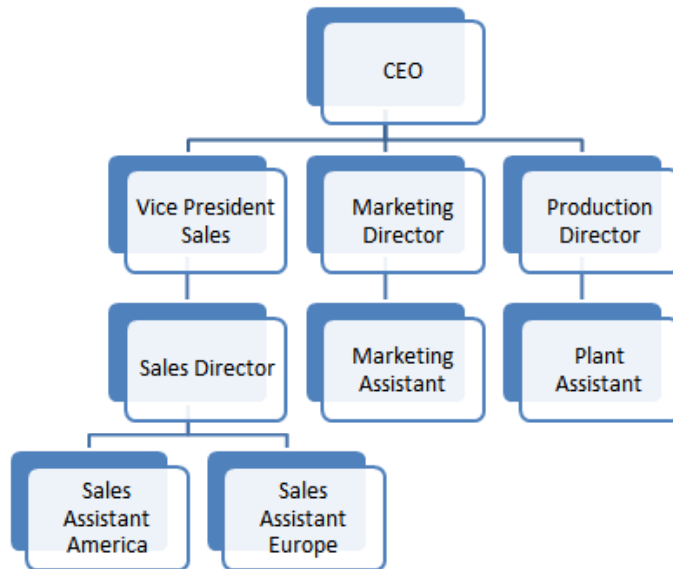 CEO
Vice President
Sales
Marketing
Director
Production
Director
Sales Director
Marketing
Assistant
Plant
Assistant
Sales
Assistant
America
Sales
Assistant
Europe